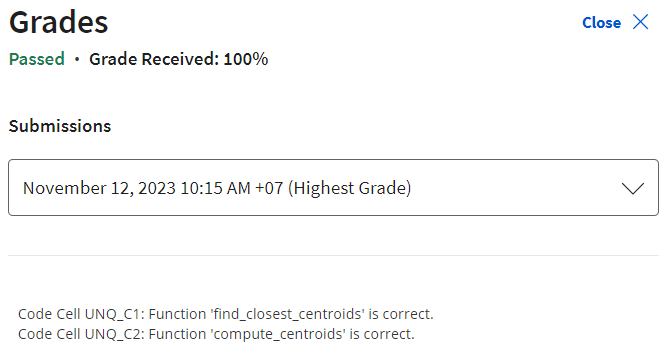 Grades
Close
Passed • Grade Received: 100%
Submissions
November 12, 2023 10:15 AM +07 (Highest Grade)
Code Cell UNQ_C1: Function 'find_closest_centroids' is correct.
Code Cell UNQ_C2: Function 'compute_centroids' is correct.